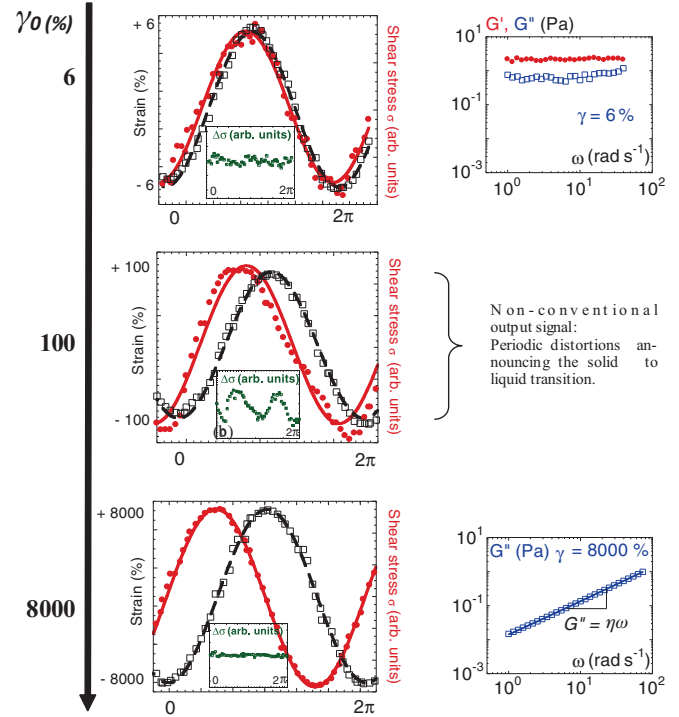 γ0 (%)
6
+ 6
Strain (%)
- 6
Shear stress σ (arb. units)
Δσ (arb. units)
0
2π
0
2π
G', G" (Pa)
10^1
10^-1
10^-3
γ = 6 %
ω (rad s^-1)
10^0
10^1
10^2
100
+ 100
Strain (%)
- 100
Shear stress σ (arb. units)
Δσ (arb. units)
(b)
2π
0
2π
Non-conventional
output signal:
Periodic distortions an-
nouncing the solid to
liquid transition.
8000
+ 8000
Strain (%)
- 8000
Shear stress σ (arb. units)
Δσ (arb. units)
0
2π
0
2π
G" (Pa) γ = 8000 %
10^1
10^-1
10^-3
G" = ηω
ω (rad s^-1)
10^0
10^1
10^2